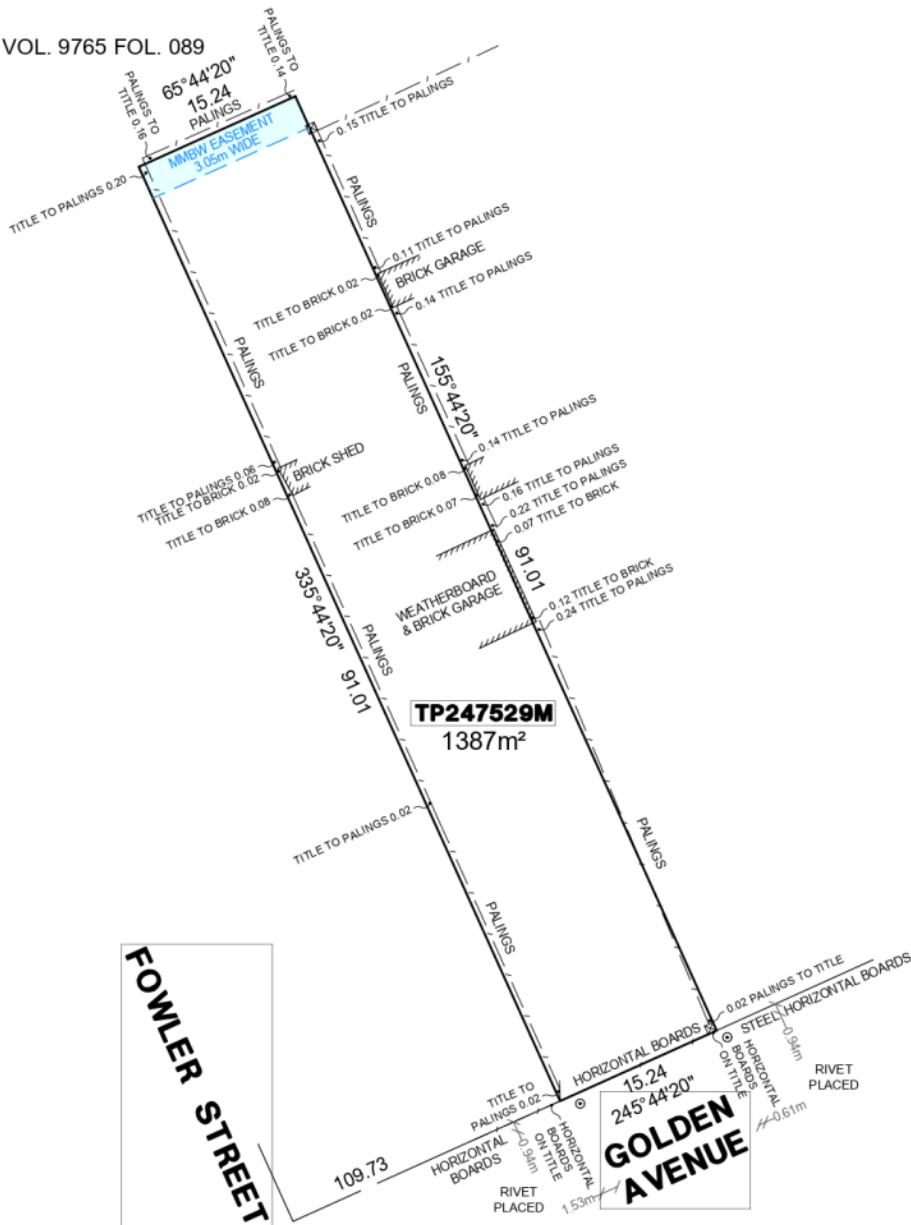 VOL. 9765 FOL. 089
PALINGS TO
TITLE 0.14
PALINGS TO
TITLE 0.16
65°44'20"
15.24
PALINGS
MMBW EASEMENT
3.05m WIDE
0.15 TITLE TO PALINGS
TITLE TO PALINGS 0.20
PALINGS
0.11 TITLE TO PALINGS
BRICK GARAGE
TITLE TO BRICK 0.02
0.14 TITLE TO PALINGS
TITLE TO BRICK 0.02
PALINGS
PALINGS
155°44'20"
0.14 TITLE TO PALINGS
BRICK SHED
TITLE TO PALINGS 0.06
TITLE TO BRICK 0.02
TITLE TO BRICK 0.08
TITLE TO BRICK 0.08
0.16 TITLE TO PALINGS
TITLE TO BRICK 0.07
0.22 TITLE TO PALINGS
0.07 TITLE TO BRICK
91.01
WEATHERBOARD
& BRICK GARAGE
0.12 TITLE TO BRICK
0.24 TITLE TO PALINGS
335°44'20" 91.01
PALINGS
TP247529M
1387m²
TITLE TO PALINGS 0.02
PALINGS
PALINGS
0.02 PALINGS TO TITLE
STEEL HORIZONTAL BOARDS
HORIZONTAL BOARDS
HORIZONTAL
BOARDS
ON TITLE
0.94m
RIVET
PLACED
0.61m
15.24
245°44'20"
GOLDEN
AVENUE
TITLE TO
PALINGS 0.02
HORIZONTAL
BOARDS
ON TITLE
0.94m
HORIZONTAL
BOARDS
RIVET
PLACED
1.53m
109.73
FOWLER STREET